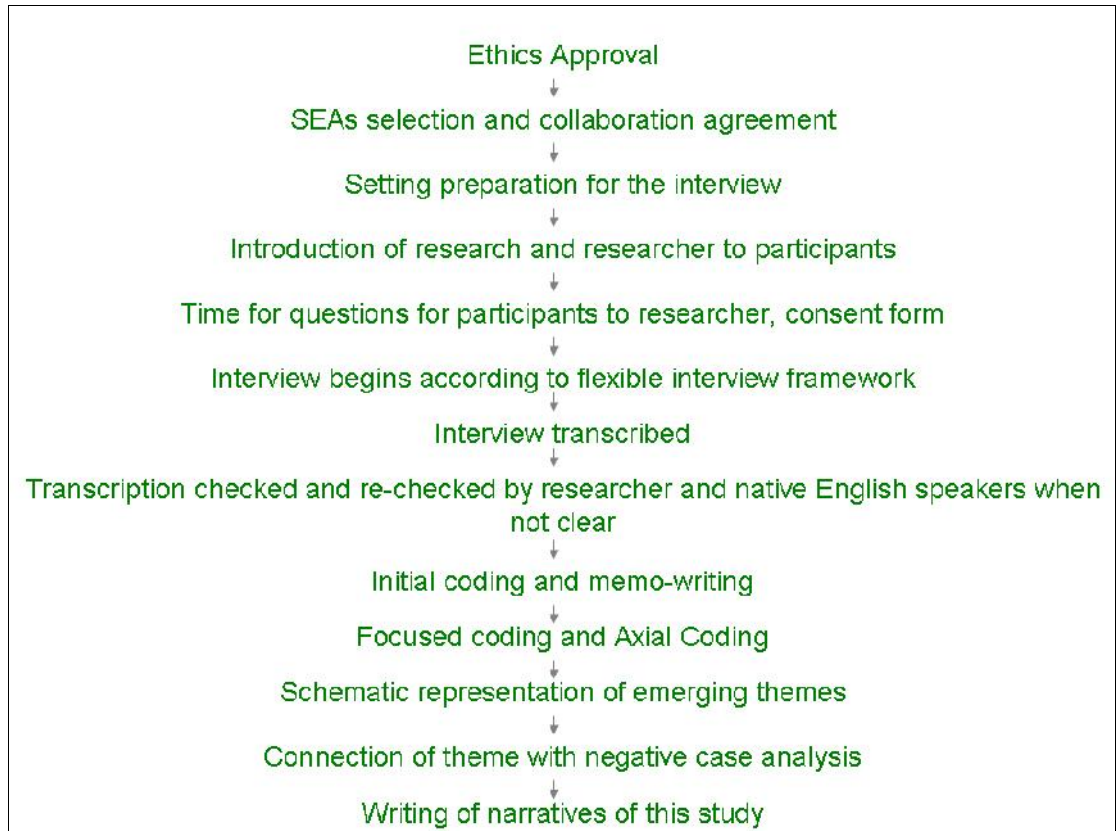 Ethics Approval
SEAs selection and collaboration agreement
Setting preparation for the interview
Introduction of research and researcher to participants
Time for questions for participants to researcher, consent form
Interview begins according to flexible interview framework
Interview transcribed
Transcription checked and re-checked by researcher and native English speakers when
not clear
Initial coding and memo-writing
Focused coding and Axial Coding
Schematic representation of emerging themes
Connection of theme with negative case analysis
Writing of narratives of this study